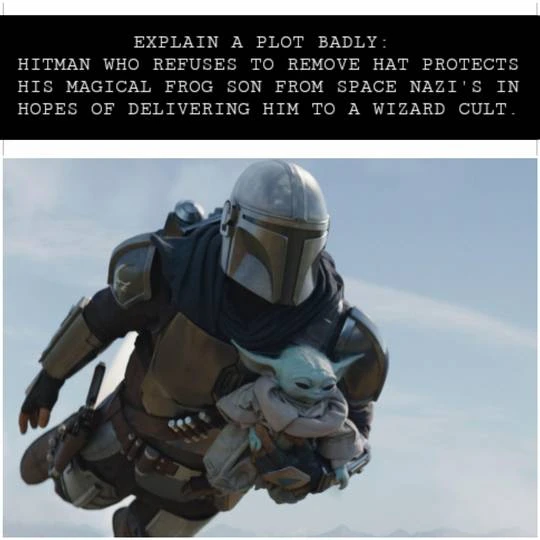 EXPLAIN A PLOT BADLY:
HITMAN WHO REFUSES TO REMOVE HAT PROTECTS
HIS MAGICAL FROG SON FROM SPACE NAZI'S IN
HOPES OF DELIVERING HIM TO A WIZARD CULT.